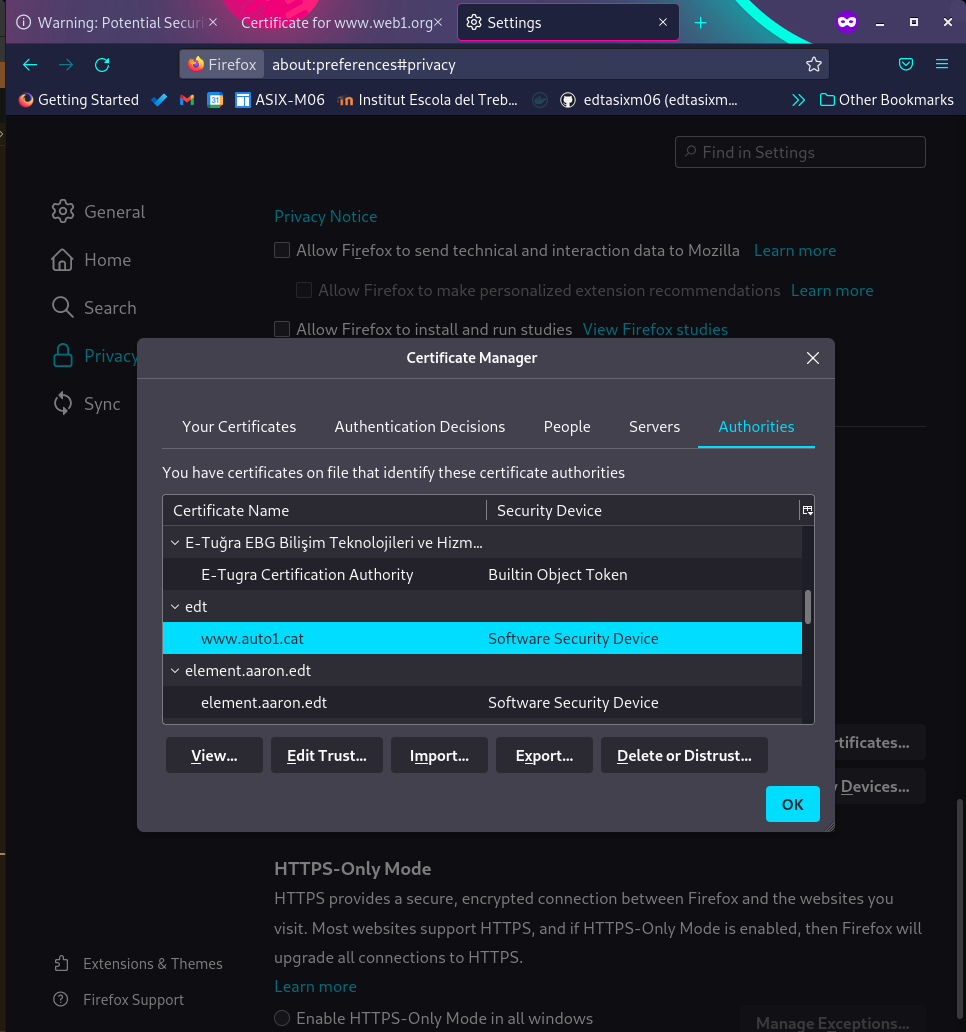 Warning: Potential Securi
Certificate for www.web1.org
Settings
Firefox
about:preferences#privacy
Getting Started
31
ASIX-M06
Institut Escola del Treb…
edtasixm06 (edtasixm…
Other Bookmarks
Find in Settings
General
Home
Search
Privacy
Sync
Privacy Notice
Allow Firefox to send technical and interaction data to Mozilla Learn more
Allow Firefox to make personalized extension recommendations Learn more
Allow Firefox to install and run studies View Firefox studies
Certificate Manager
Your Certificates
Authentication Decisions
People
Servers
Authorities
You have certificates on file that identify these certificate authorities
Certificate Name Security Device
E-Tuğra EBG Bilişim Teknolojileri ve Hizm…
E-Tugra Certification Authority Builtin Object Token
edt
www.auto1.cat Software Security Device
element.aaron.edt
element.aaron.edt Software Security Device
View…
Edit Trust…
Import…
Export…
Delete or Distrust…
rtificates…
Devices…
OK
HTTPS-Only Mode
HTTPS provides a secure, encrypted connection between Firefox and the websites you
visit. Most websites support HTTPS, and if HTTPS-Only Mode is enabled, then Firefox will
upgrade all connections to HTTPS.
Learn more
Enable HTTPS-Only Mode in all windows
Manage Exceptions…
Extensions & Themes
Firefox Support